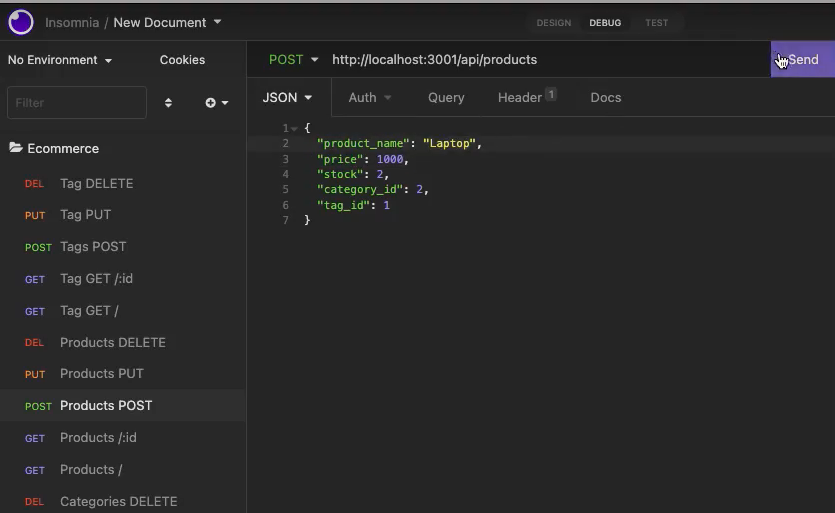 Insomnia / New Document
DESIGN DEBUG TEST
No Environment Cookies
POST http://localhost:3001/api/products Send
Filter
JSON Auth Query Header 1 Docs
Ecommerce
DEL Tag DELETE
PUT Tag PUT
POST Tags POST
GET Tag GET /:id
GET Tag GET /
DEL Products DELETE
PUT Products PUT
POST Products POST
GET Products /:id
GET Products /
DEL Categories DELETE
1 {
2 "product_name": "Laptop",
3 "price": 1000,
4 "stock": 2,
5 "category_id": 2,
6 "tag_id": 1
7 }